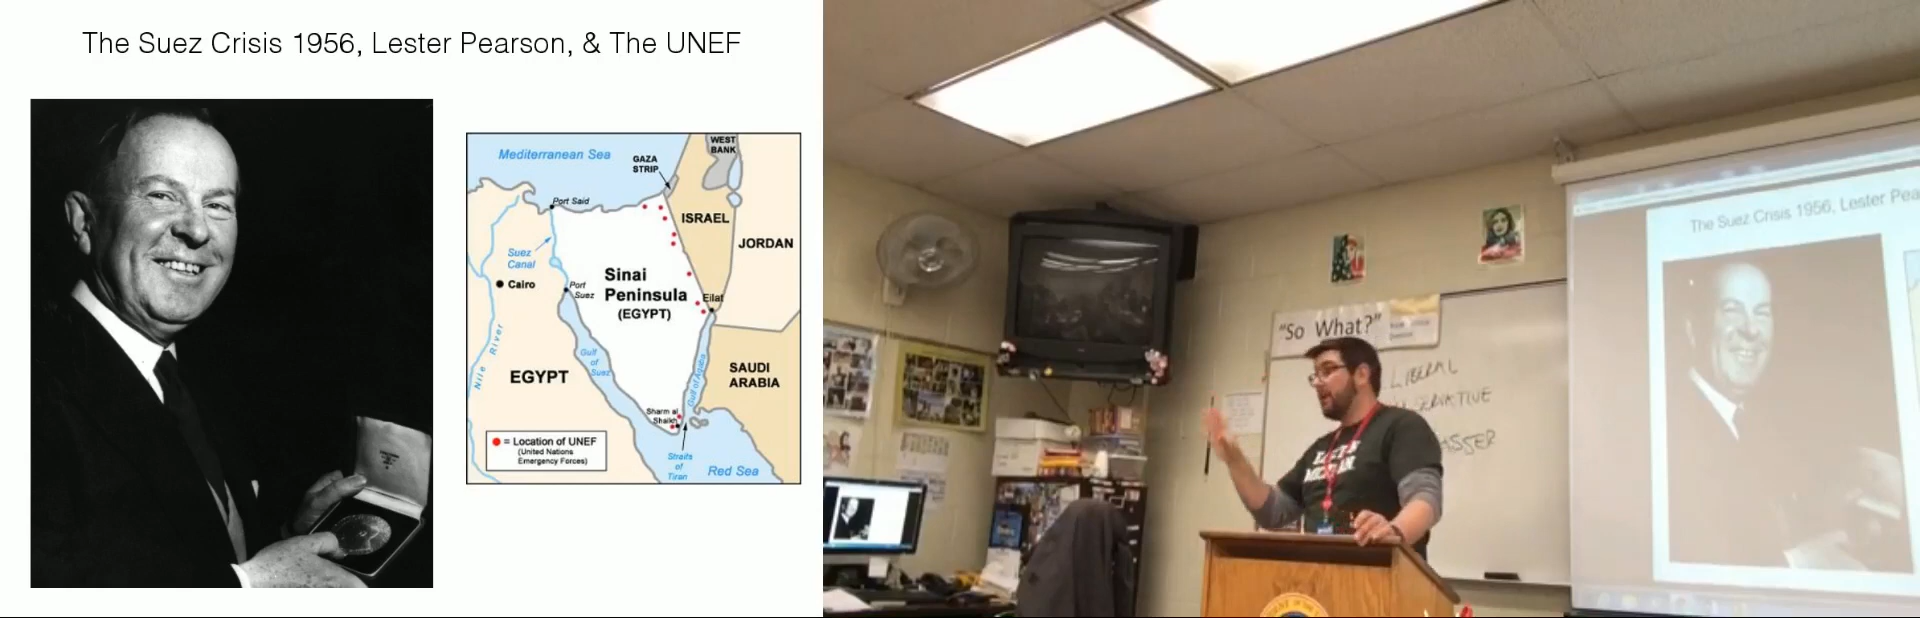 The Suez Crisis 1956, Lester Pearson, & The UNEF
Mediterranean Sea
WEST
BANK
GAZA
STRIP
Port Said
ISRAEL
JORDAN
Suez
Canal
Cairo
Port
Suez
Sinai
Peninsula
(EGYPT)
Eilat
Nile River
EGYPT
Gulf
of
Suez
Gulf of Aqaba
SAUDI
ARABIA
Sharm al
Shaikh
= Location of UNEF
(United Nations
Emergency Forces)
Straits
of
Tiran
Red Sea
"So What?"
LIBERAL
The Suez Crisis 1956, Lester Pea